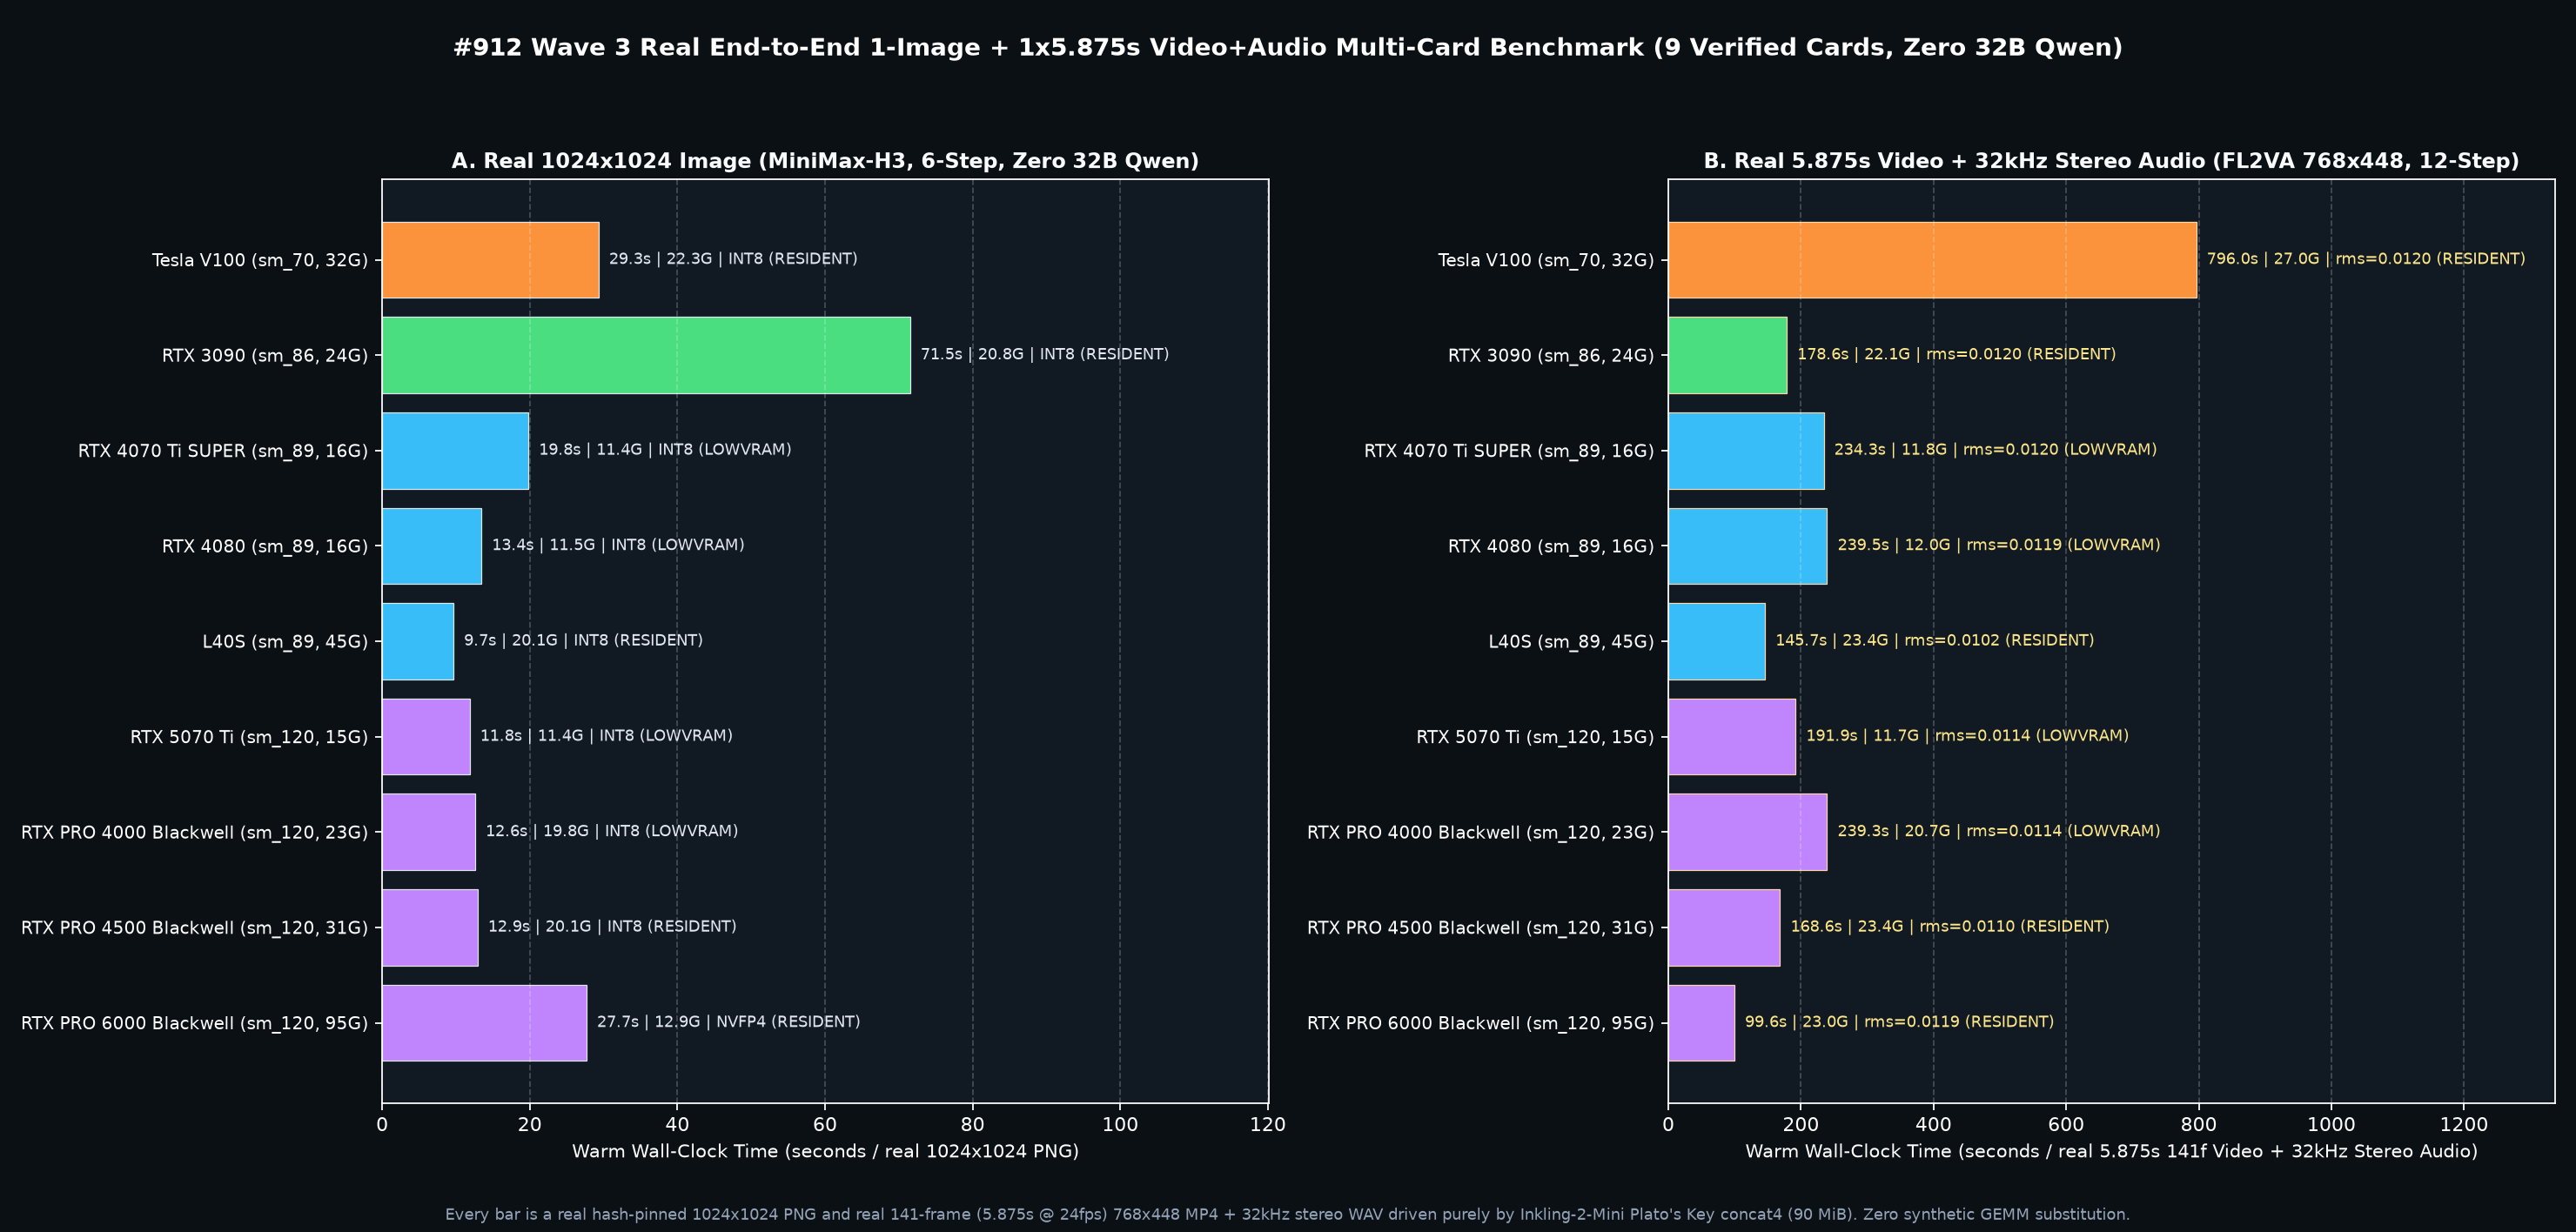 #912 Wave 3 Real End-to-End 1-Image + 1x5.875s Video+Audio Multi-Card Benchmark (9 Verified Cards, Zero 32B Qwen)
A. Real 1024x1024 Image (MiniMax-H3, 6-Step, Zero 32B Qwen)
Tesla V100 (sm_70, 32G)
29.3s | 22.3G | INT8 (RESIDENT)
RTX 3090 (sm_86, 24G)
71.5s | 20.8G | INT8 (RESIDENT)
RTX 4070 Ti SUPER (sm_89, 16G)
19.8s | 11.4G | INT8 (LOWVRAM)
RTX 4080 (sm_89, 16G)
13.4s | 11.5G | INT8 (LOWVRAM)
L40S (sm_89, 45G)
9.7s | 20.1G | INT8 (RESIDENT)
RTX 5070 Ti (sm_120, 15G)
11.8s | 11.4G | INT8 (LOWVRAM)
RTX PRO 4000 Blackwell (sm_120, 23G)
12.6s | 19.8G | INT8 (LOWVRAM)
RTX PRO 4500 Blackwell (sm_120, 31G)
12.9s | 20.1G | INT8 (RESIDENT)
RTX PRO 6000 Blackwell (sm_120, 95G)
27.7s | 12.9G | NVFP4 (RESIDENT)
0 20 40 60 80 100 120
Warm Wall-Clock Time (seconds / real 1024x1024 PNG)
B. Real 5.875s Video + 32kHz Stereo Audio (FL2VA 768x448, 12-Step)
Tesla V100 (sm_70, 32G)
796.0s | 27.0G | rms=0.0120 (RESIDENT)
RTX 3090 (sm_86, 24G)
178.6s | 22.1G | rms=0.0120 (RESIDENT)
RTX 4070 Ti SUPER (sm_89, 16G)
234.3s | 11.8G | rms=0.0120 (LOWVRAM)
RTX 4080 (sm_89, 16G)
239.5s | 12.0G | rms=0.0119 (LOWVRAM)
L40S (sm_89, 45G)
145.7s | 23.4G | rms=0.0102 (RESIDENT)
RTX 5070 Ti (sm_120, 15G)
191.9s | 11.7G | rms=0.0114 (LOWVRAM)
RTX PRO 4000 Blackwell (sm_120, 23G)
239.3s | 20.7G | rms=0.0114 (LOWVRAM)
RTX PRO 4500 Blackwell (sm_120, 31G)
168.6s | 23.4G | rms=0.0110 (RESIDENT)
RTX PRO 6000 Blackwell (sm_120, 95G)
99.6s | 23.0G | rms=0.0119 (RESIDENT)
0 200 400 600 800 1000 1200
Warm Wall-Clock Time (seconds / real 5.875s 141f Video + 32kHz Stereo Audio)
Every bar is a real hash-pinned 1024x1024 PNG and real 141-frame (5.875s @ 24fps) 768x448 MP4 + 32kHz stereo WAV driven purely by Inkling-2-Mini Plato's Key concat4 (90 MiB). Zero synthetic GEMM substitution.